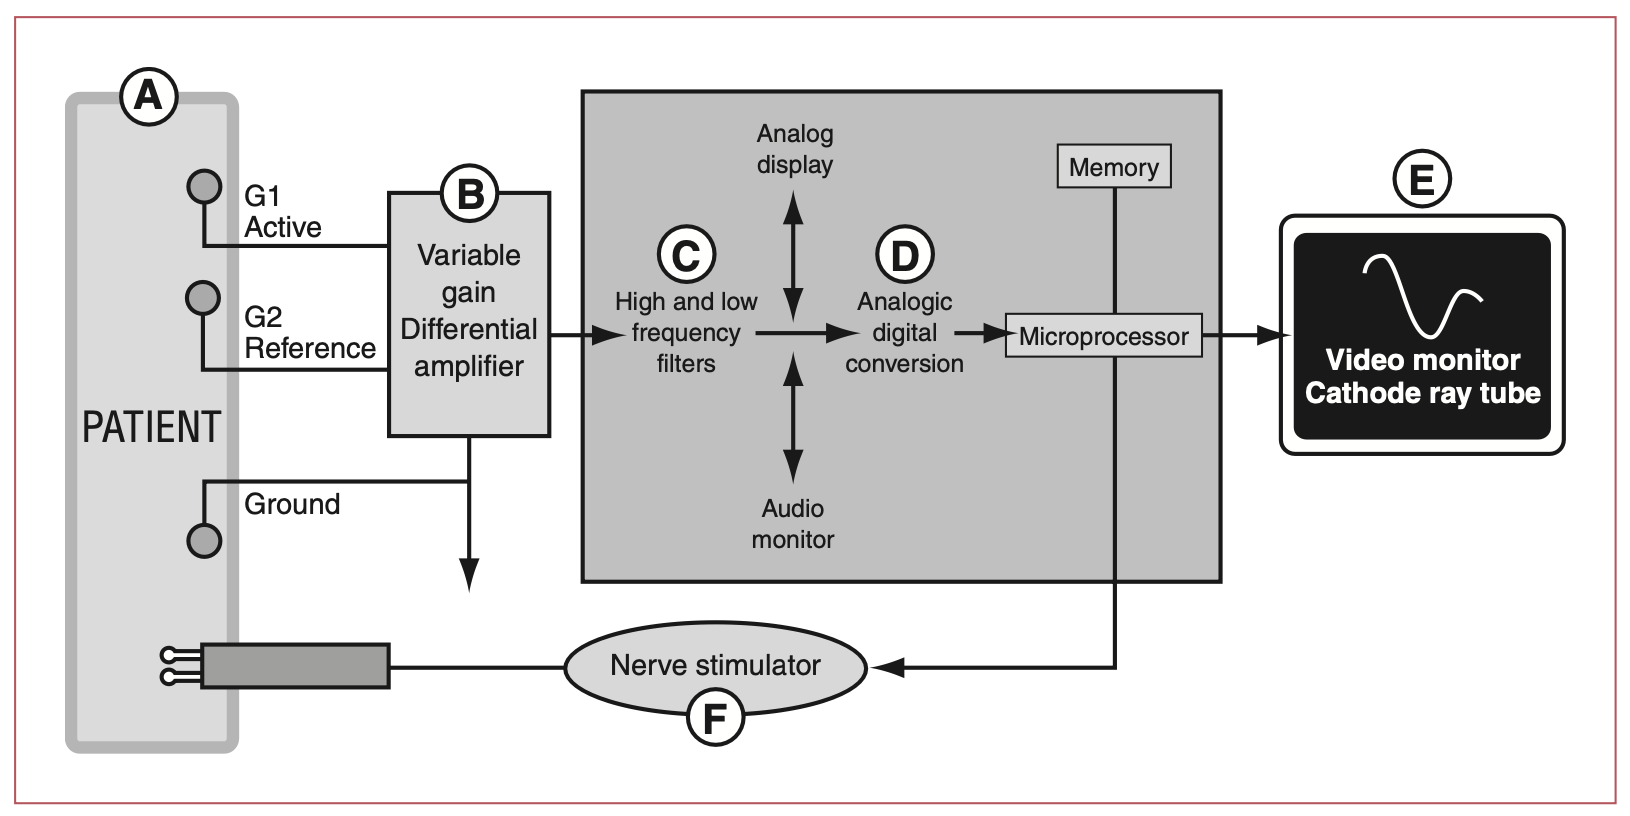 A
G1
Active
G2
Reference
PATIENT
Ground
B
Variable
gain
Differential
amplifier
C
High and low
frequency
filters
Analog
display
Audio
monitor
D
Analogic
digital
conversion
Memory
Microprocessor
E
Video monitor
Cathode ray tube
Nerve stimulator
F